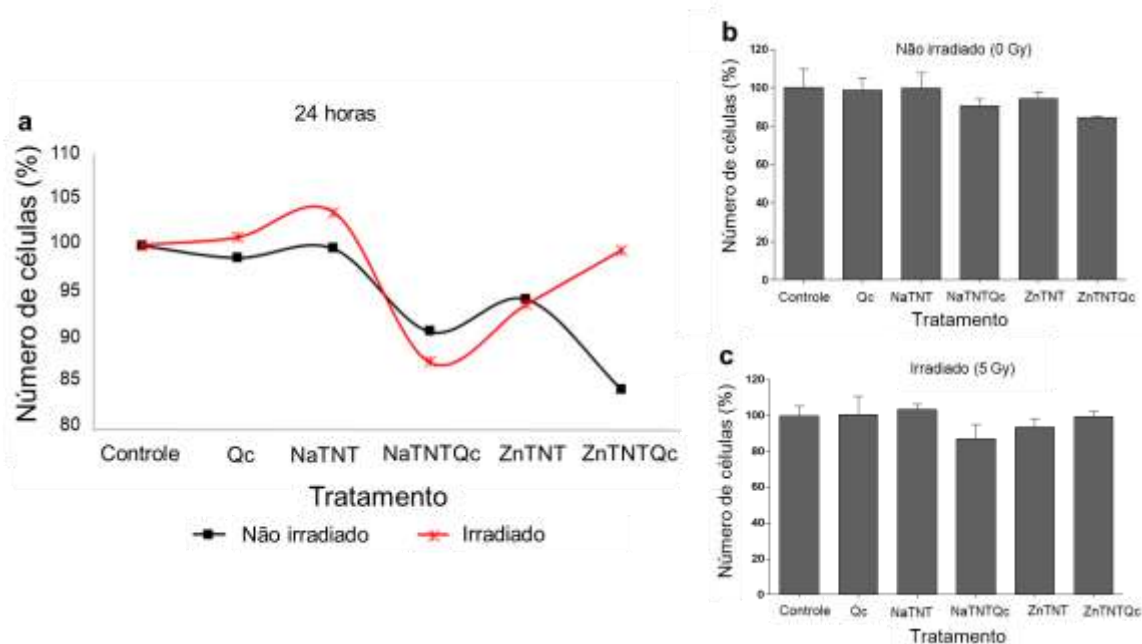 a
24 horas
Número de células (%)
110
105
100
95
90
85
80
Controle Qc NaTNT NaTNTQc ZnTNT ZnTNTQc
Tratamento
Não irradiado Irradiado
b
Não irradiado (0 Gy)
Número de células (%)
120
100
80
60
40
20
0
Controle Qc NaTNT NaTNTQc ZnTNT ZnTNTQc
Tratamento
c
Irradiado (5 Gy)
Número de células (%)
120
100
80
60
40
20
0
Controle Qc NaTNT NaTNTQc ZnTNT ZnTNTQc
Tratamento